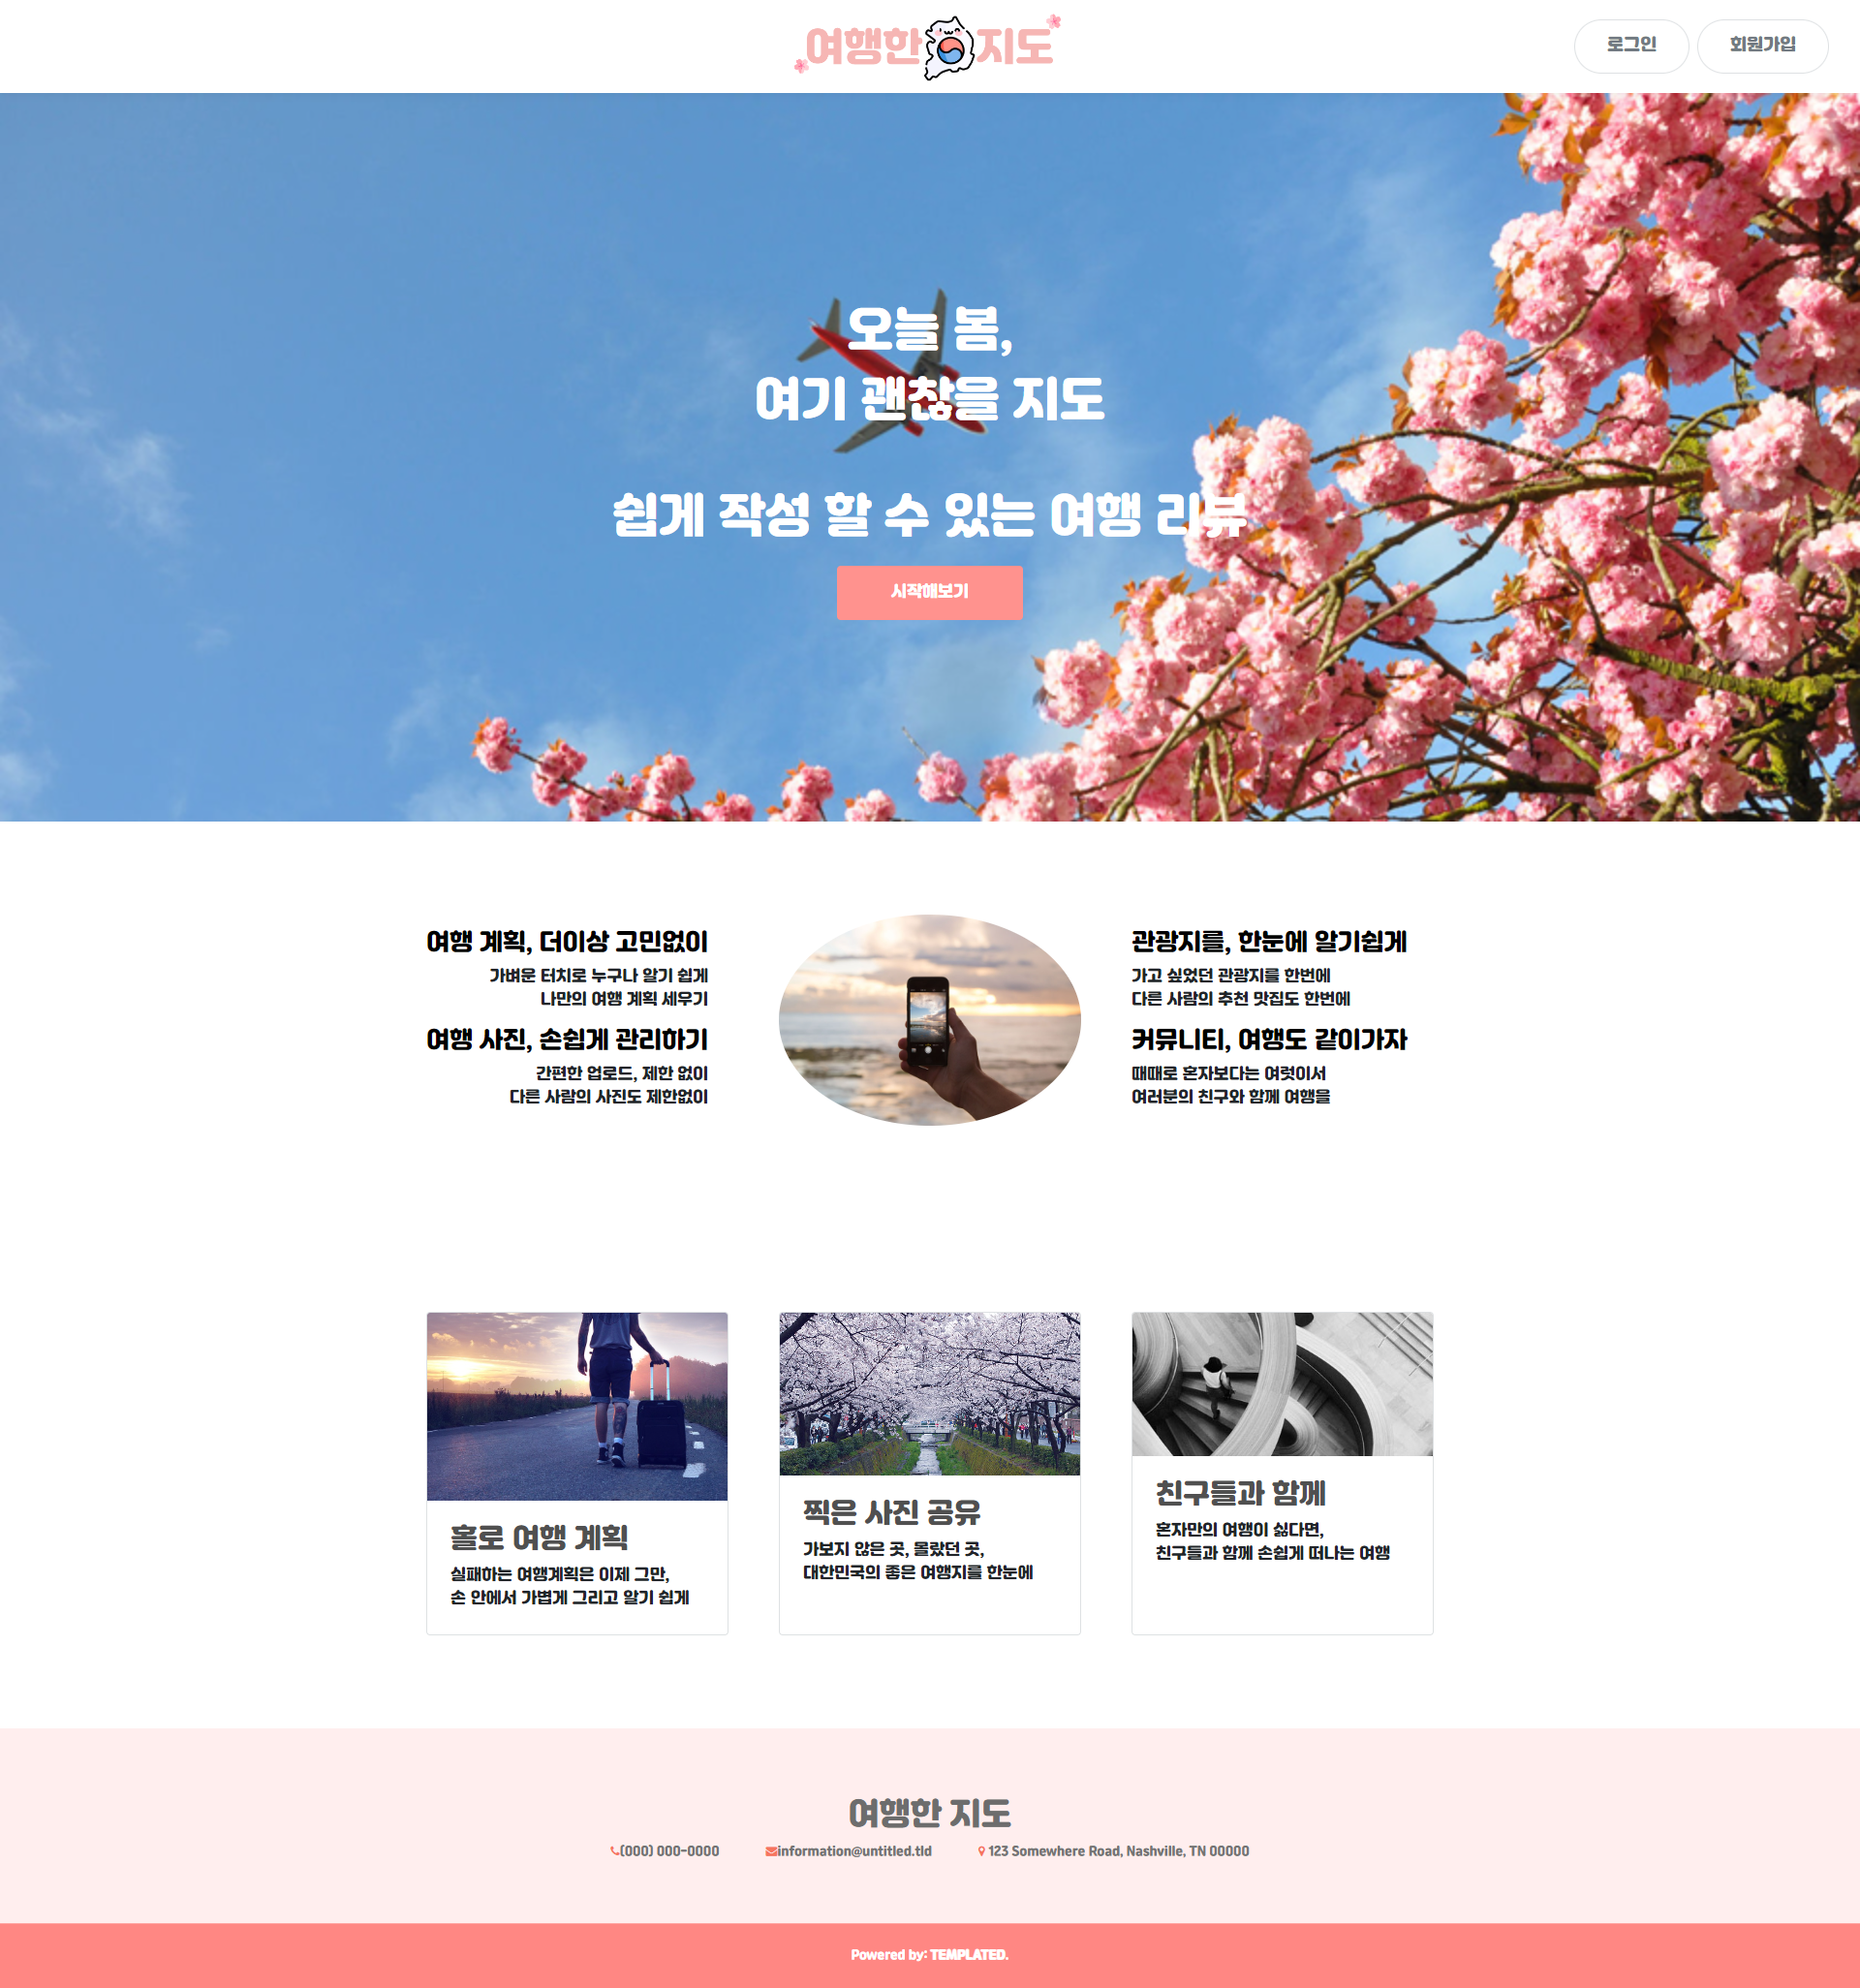 여행한 지도
로그인
회원가입
오늘 봄,
여기 괜찮을 지도
쉽게 작성 할 수 있는 여행 리뷰
시작해보기
여행 계획, 더이상 고민없이
가벼운 터치로 누구나 알기 쉽게
나만의 여행 계획 세우기
여행 사진, 손쉽게 관리하기
간편한 업로드, 제한 없이
다른 사람의 사진도 제한없이
관광지를, 한눈에 알기쉽게
가고 싶었던 관광지를 한번에
다른 사람의 추천 맛집도 한번에
커뮤니티, 여행도 같이가자
때때로 혼자보다는 여럿이서
여러분의 친구와 함께 여행을
홀로 여행 계획
실패하는 여행계획은 이제 그만,
손 안에서 가볍게 그리고 알기 쉽게
찍은 사진 공유
가보지 않은 곳, 몰랐던 곳,
대한민국의 좋은 여행지를 한눈에
친구들과 함께
혼자만의 여행이 싫다면,
친구들과 함께 손쉽게 떠나는 여행
여행한 지도
(000) 000-0000
information@untitled.tld
123 Somewhere Road, Nashville, TN 00000
Powered by: TEMPLATED.